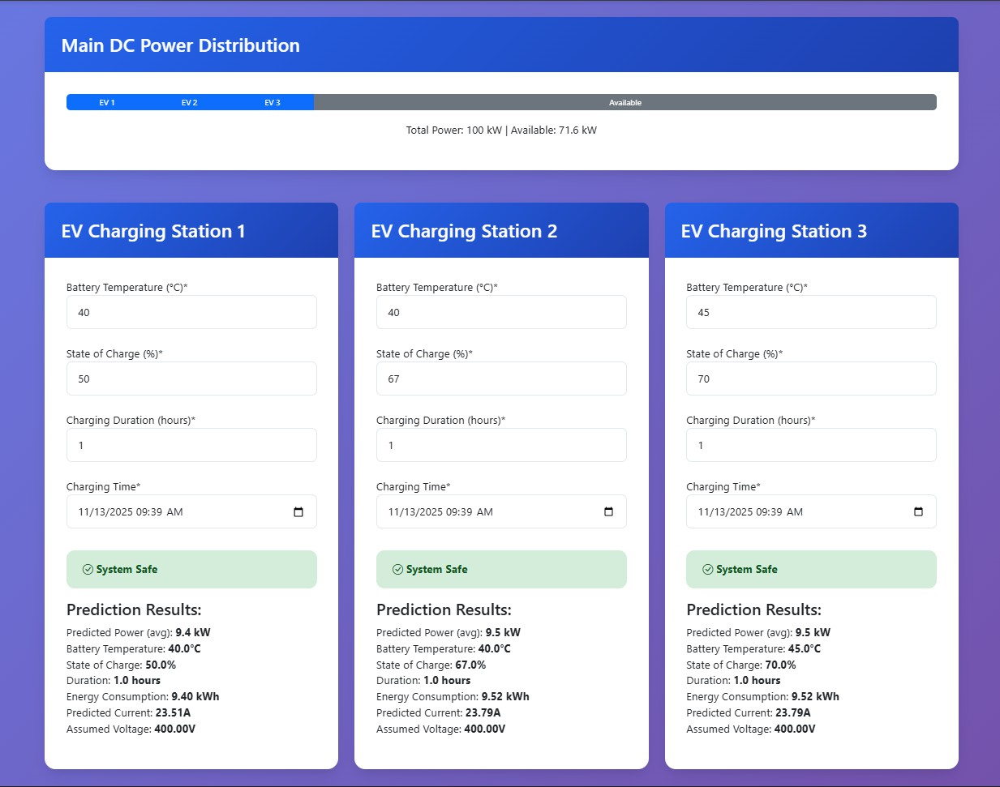 Main DC Power Distribution
EV 1 EV 2 EV 3 Available
Total Power: 100 kW | Available: 71.6 kW
EV Charging Station 1
Battery Temperature (°C)*
40
State of Charge (%)*
50
Charging Duration (hours)*
1
Charging Time*
11/13/2025 09:39 AM
System Safe
Prediction Results:
Predicted Power (avg): 9.4 kW
Battery Temperature: 40.0°C
State of Charge: 50.0%
Duration: 1.0 hours
Energy Consumption: 9.40 kWh
Predicted Current: 23.51A
Assumed Voltage: 400.00V
EV Charging Station 2
Battery Temperature (°C)*
40
State of Charge (%)*
67
Charging Duration (hours)*
1
Charging Time*
11/13/2025 09:39 AM
System Safe
Prediction Results:
Predicted Power (avg): 9.5 kW
Battery Temperature: 40.0°C
State of Charge: 67.0%
Duration: 1.0 hours
Energy Consumption: 9.52 kWh
Predicted Current: 23.79A
Assumed Voltage: 400.00V
EV Charging Station 3
Battery Temperature (°C)*
45
State of Charge (%)*
70
Charging Duration (hours)*
1
Charging Time*
11/13/2025 09:39 AM
System Safe
Prediction Results:
Predicted Power (avg): 9.5 kW
Battery Temperature: 45.0°C
State of Charge: 70.0%
Duration: 1.0 hours
Energy Consumption: 9.52 kWh
Predicted Current: 23.79A
Assumed Voltage: 400.00V